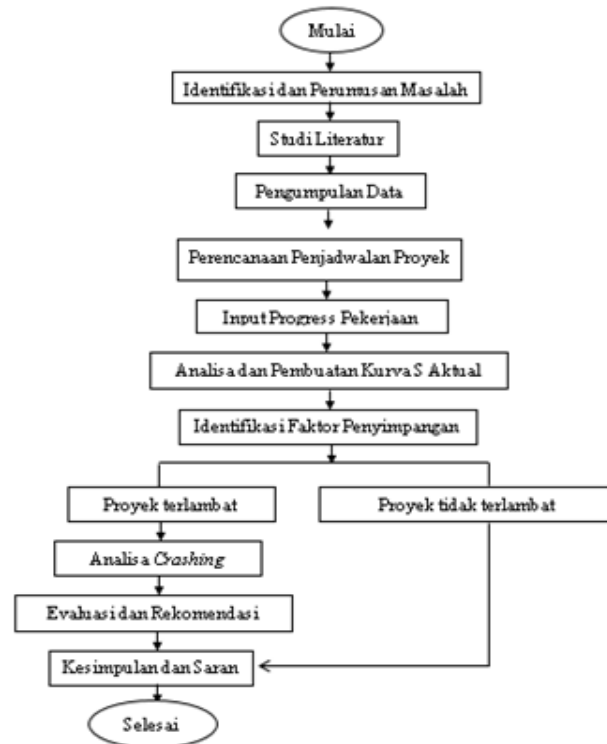 Mulai
Identifikasi dan Perumusan Masalah
Studi Literatur
Pengumpulan Data
Perencanaan Penjadwalan Proyek
Input Progress Pekerjaan
Analisa dan Pembuatan Kurva S Aktual
Identifikasi Faktor Penyimpangan
Proyek terlambat
Proyek tidak terlambat
Analisa Crashing
Evaluasi dan Rekomendasi
Kesimpulan dan Saran
Selesai